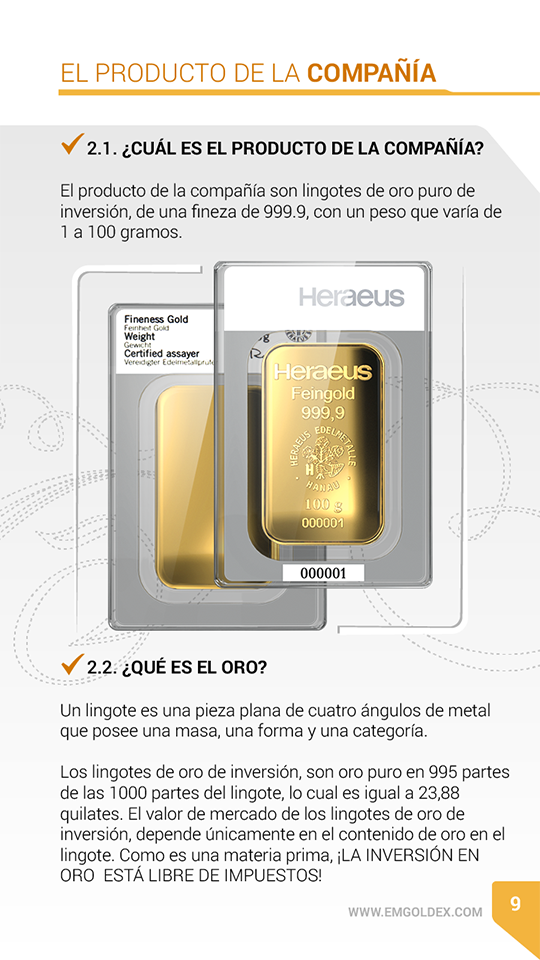 EL PRODUCTO DE LA COMPAÑÍA
2.1. ¿CUÁL ES EL PRODUCTO DE LA COMPAÑÍA?
El producto de la compañía son lingotes de oro puro de
inversión, de una fineza de 999.9, con un peso que varía de
1 a 100 gramos.
Heraeus
Fineness Gold
Feinheit Gold
Weight
Gewicht
Certified assayer
Vereidigter Edelmetallprüfe
Heraeus
Feingold
999,9
HERAEUS EDELMETALLE
H
HANAU
100 g
000001
000001
2.2. ¿QUÉ ES EL ORO?
Un lingote es una pieza plana de cuatro ángulos de metal
que posee una masa, una forma y una categoría.
Los lingotes de oro de inversión, son oro puro en 995 partes
de las 1000 partes del lingote, lo cual es igual a 23,88
quilates. El valor de mercado de los lingotes de oro de
inversión, depende únicamente en el contenido de oro en el
lingote. Como es una materia prima, ¡LA INVERSIÓN EN
ORO  ESTÁ LIBRE DE IMPUESTOS!
WWW.EMGOLDEX.COM
9